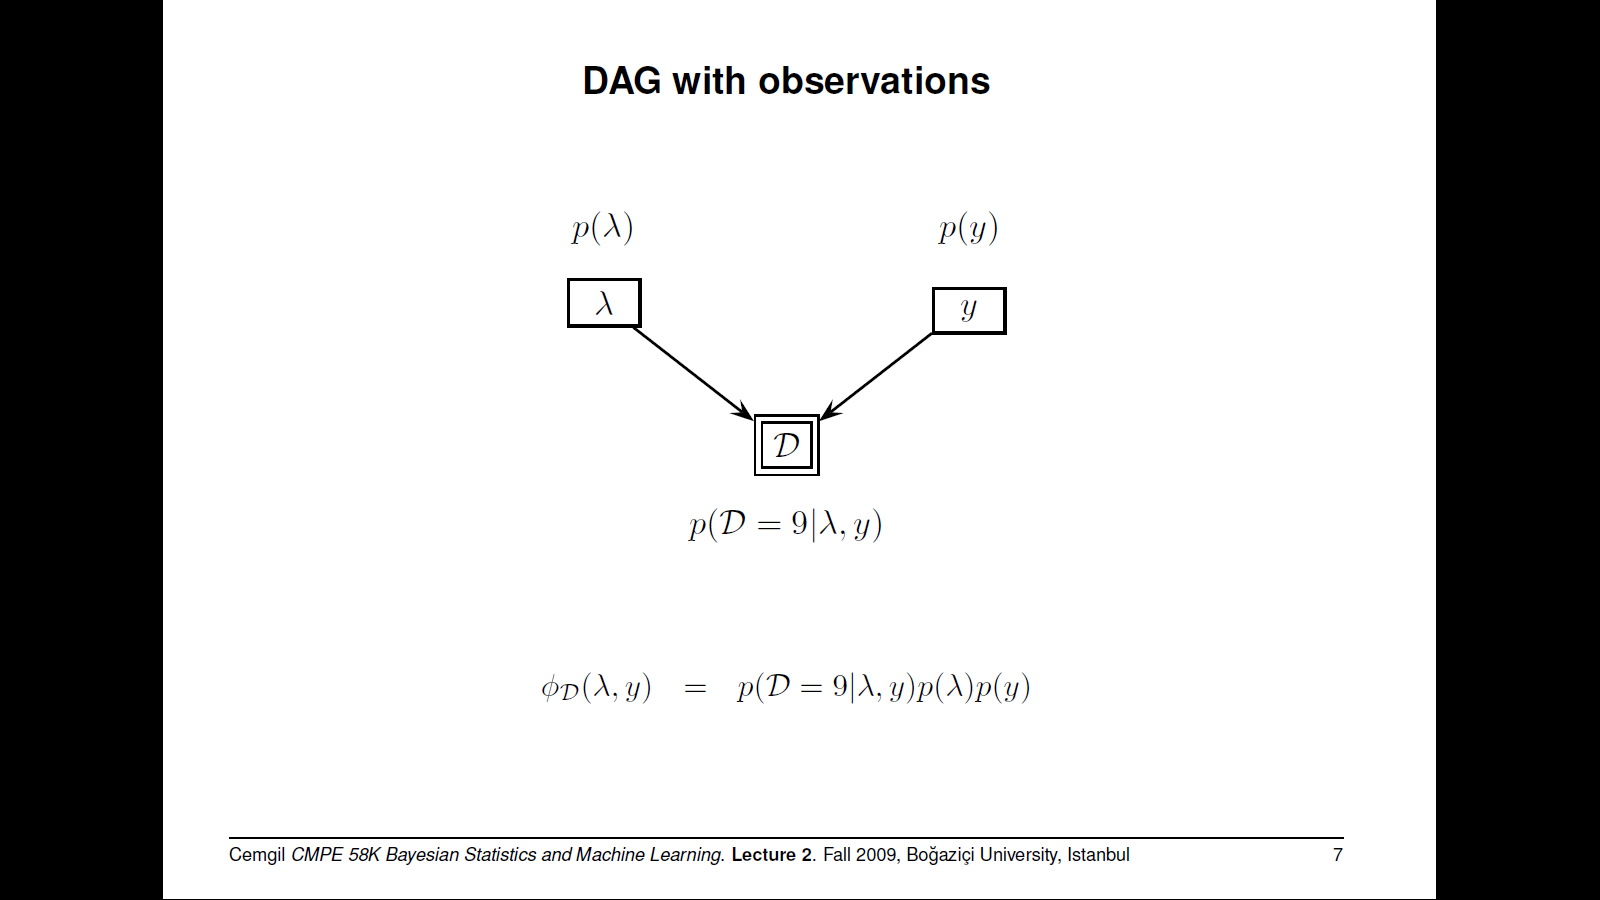 DAG with observations
p(λ) p(y)
λ y
𝒟
p(𝒟 = 9|λ, y)
ϕ𝒟(λ, y) = p(𝒟 = 9|λ, y)p(λ)p(y)
Cemgil CMPE 58K Bayesian Statistics and Machine Learning. Lecture 2. Fall 2009, Boğaziçi University, Istanbul 7